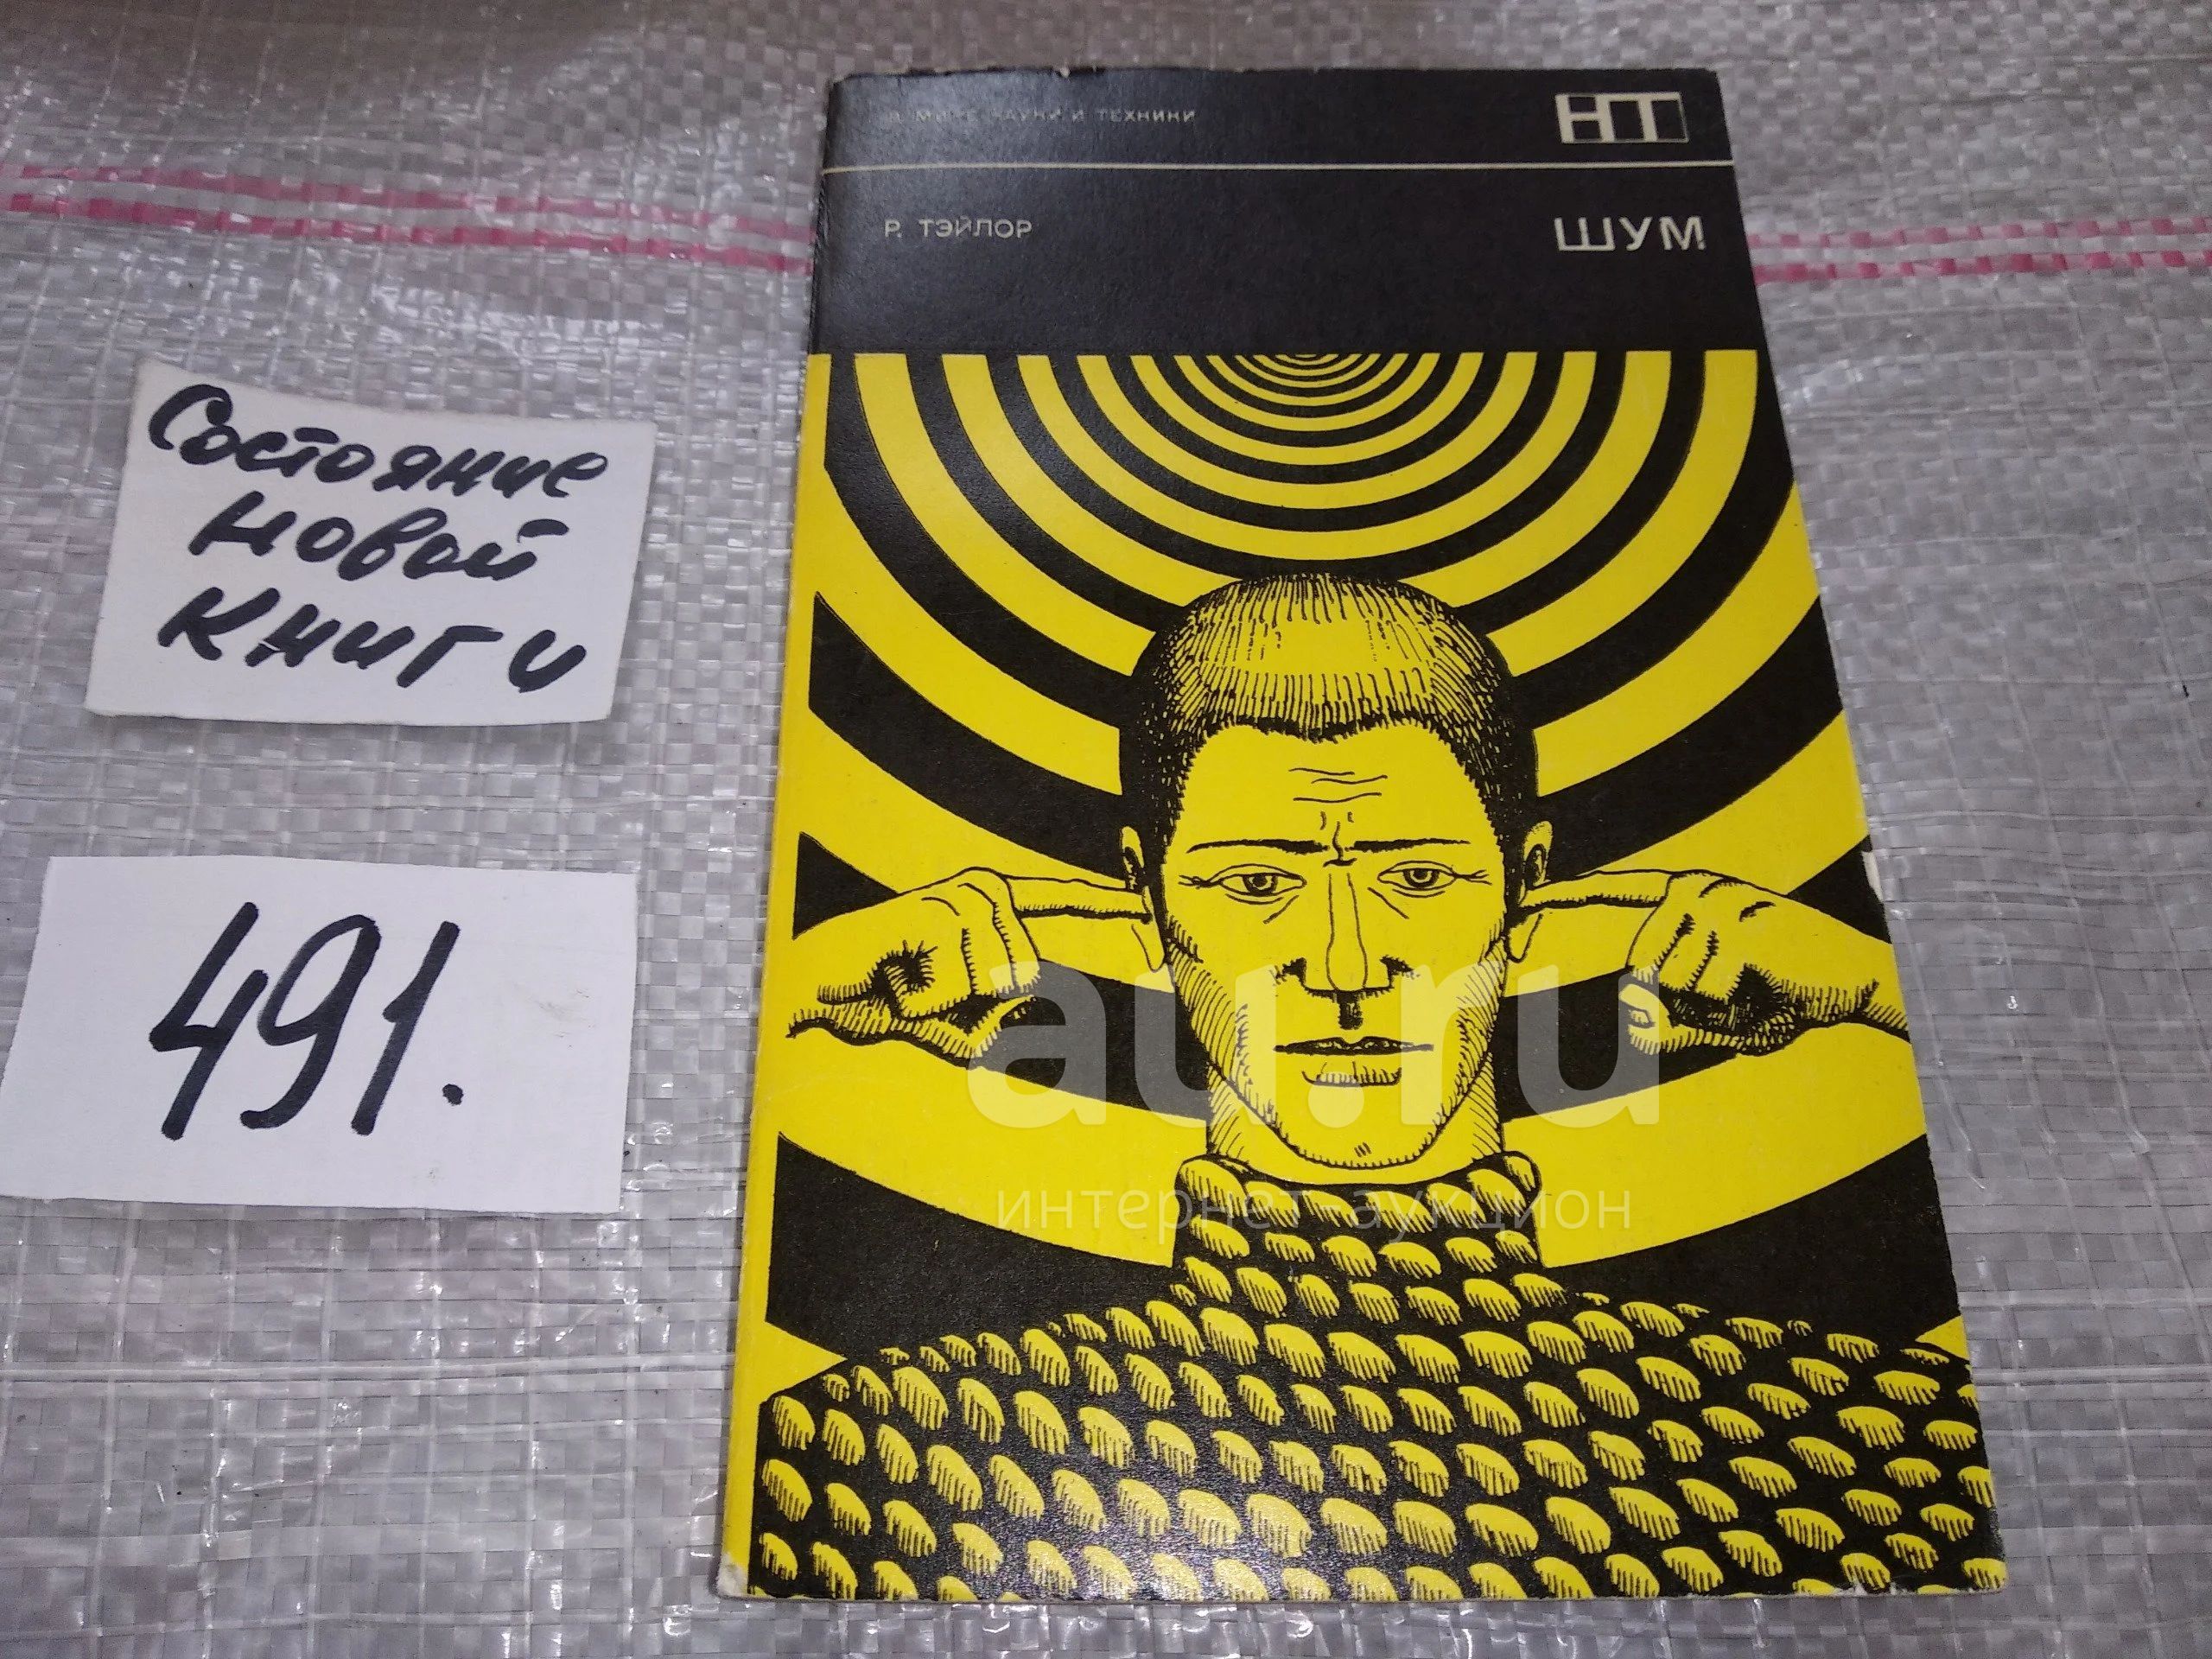 В МИРЕ НАУКИ И ТЕХНИКИ
НТ
Р. ТЭЙЛОР
ШУМ
Состояние
новой
книги
491.
au.ru
интернет-аукцион